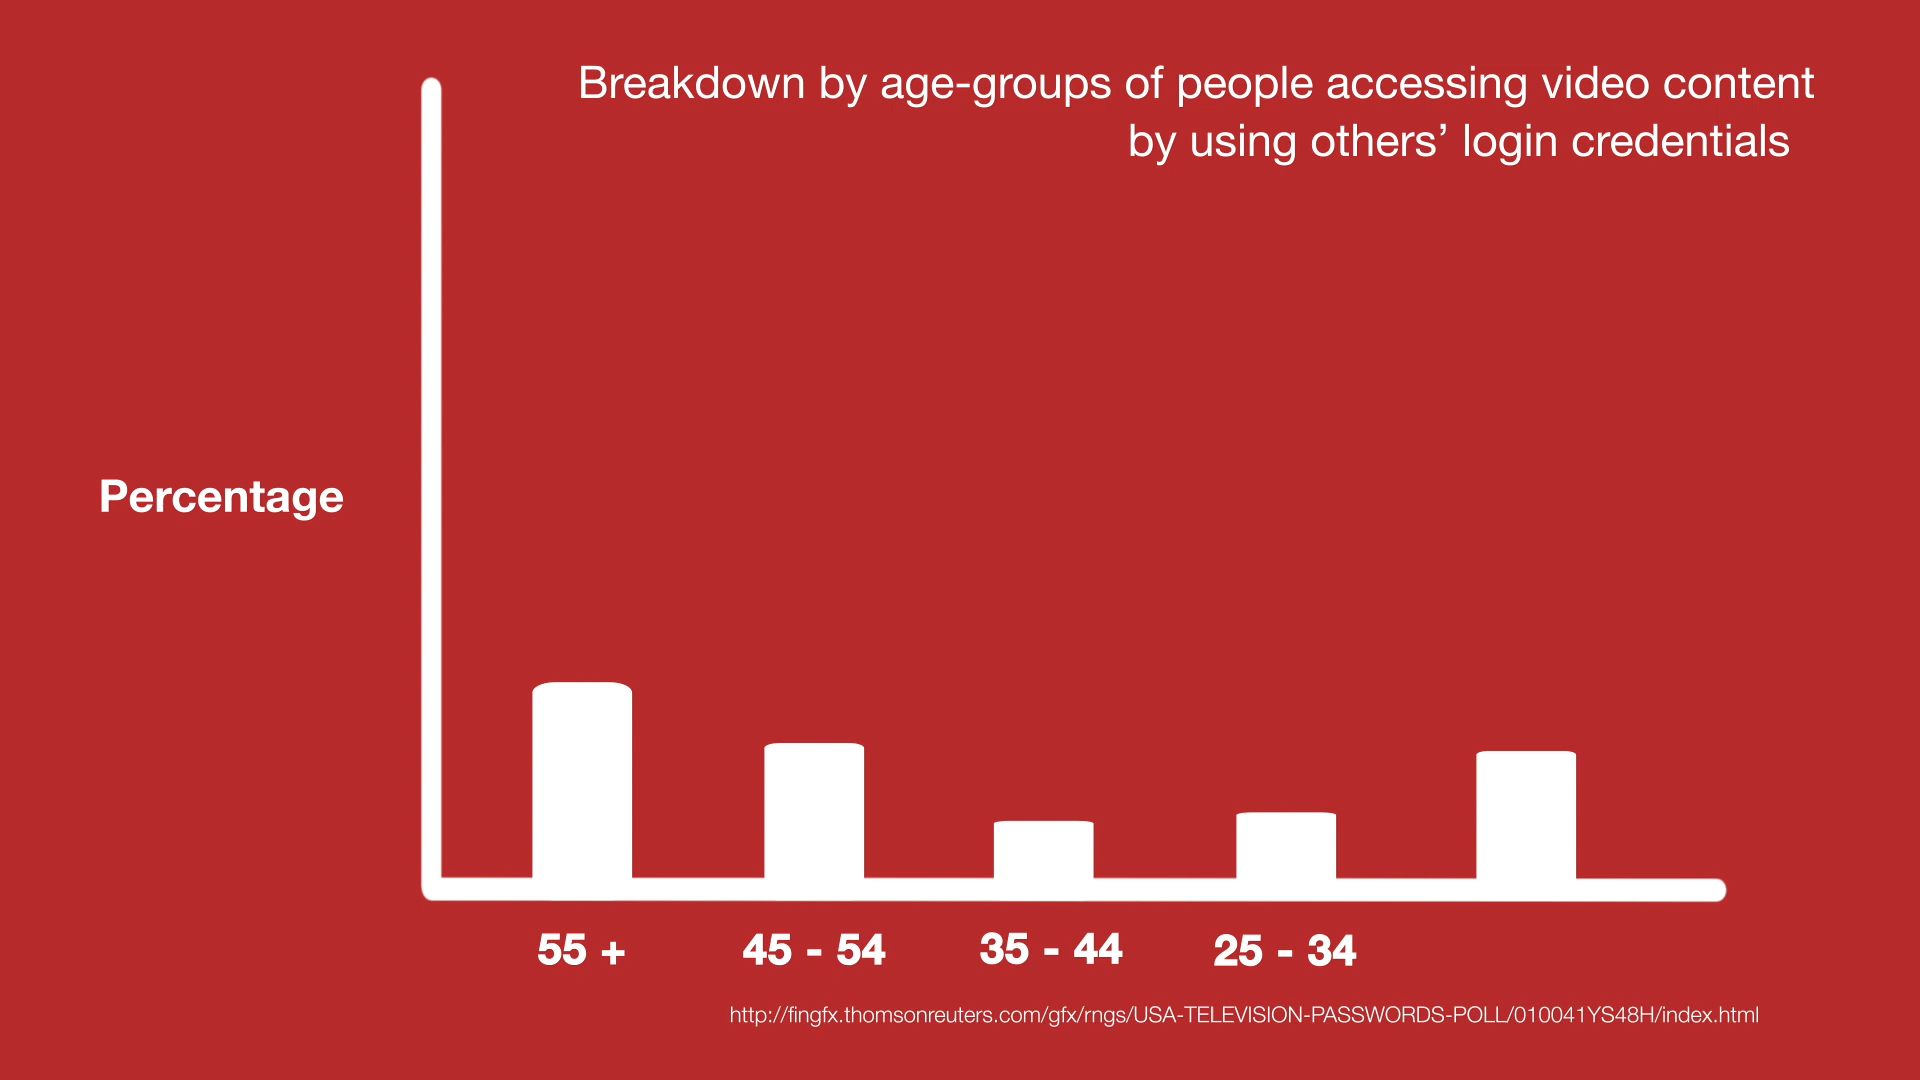 Breakdown by age-groups of people accessing video content
by using others’ login credentials
Percentage
55 +
45 - 54
35 - 44
25 - 34
http://fingfx.thomsonreuters.com/gfx/rngs/USA-TELEVISION-PASSWORDS-POLL/010041YS48H/index.html